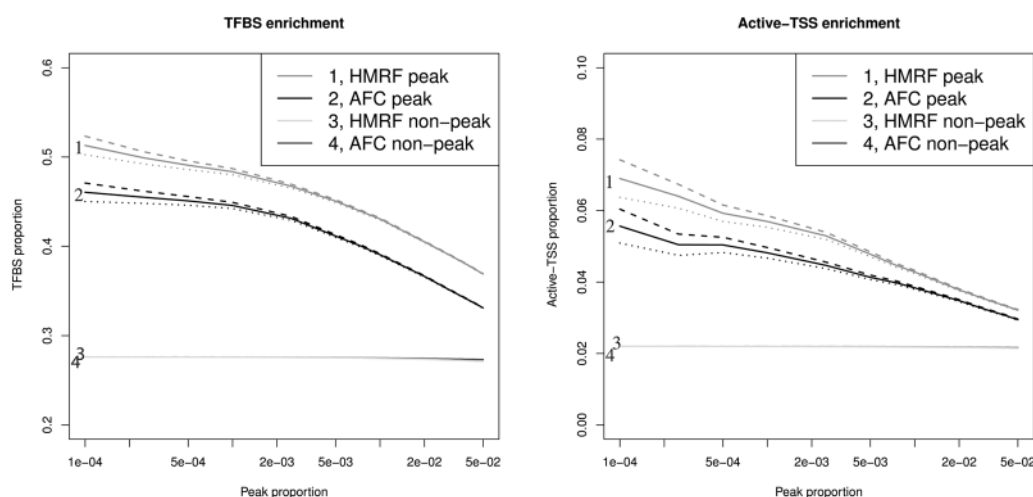 TFBS enrichment
TFBS proportion
0.6
0.5
0.4
0.3
0.2
1, HMRF peak
2, AFC peak
3, HMRF non-peak
4, AFC non-peak
1
2
3
4
1e-04
5e-04
2e-03
5e-03
2e-02
5e-02
Peak proportion
Active-TSS enrichment
Active-TSS proportion
0.10
0.08
0.06
0.04
0.02
0.00
1, HMRF peak
2, AFC peak
3, HMRF non-peak
4, AFC non-peak
1
2
3
4
1e-04
5e-04
2e-03
5e-03
2e-02
5e-02
Peak proportion